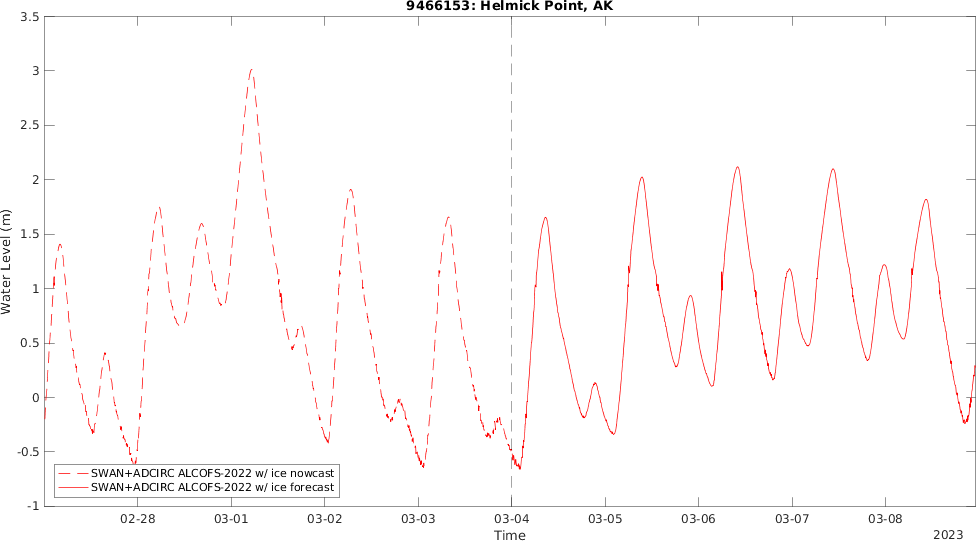 9466153: Helmick Point, AK
3.5
3
2.5
2
1.5
1
0.5
0
-0.5
-1
Water Level (m)
SWAN+ADCIRC ALCOFS-2022 w/ ice nowcast
SWAN+ADCIRC ALCOFS-2022 w/ ice forecast
02-28 03-01 03-02 03-03 03-04 03-05 03-06 03-07 03-08
Time
2023